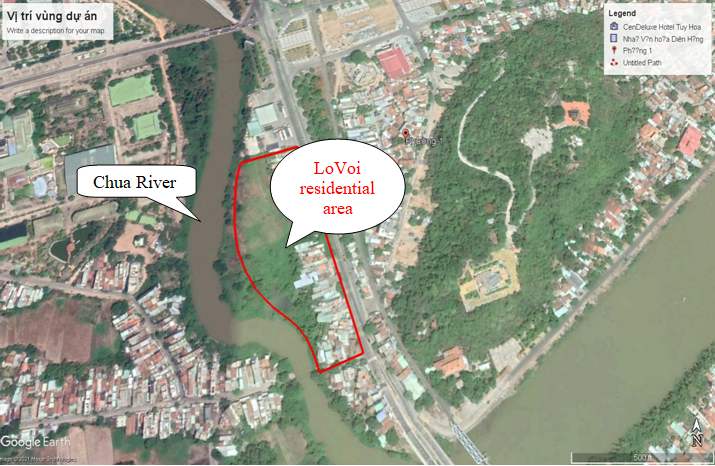 Vị trí vùng dự án
Write a description for your map.
Legend
CenDeluxe Hotel Tuy Hoa
Nha? V?n ho?a Diên H?ng
Ph??ng 1
Untitled Path
Ph??ng 1
Chua River
LoVoi
residential
area
Google Earth
N
500 ft